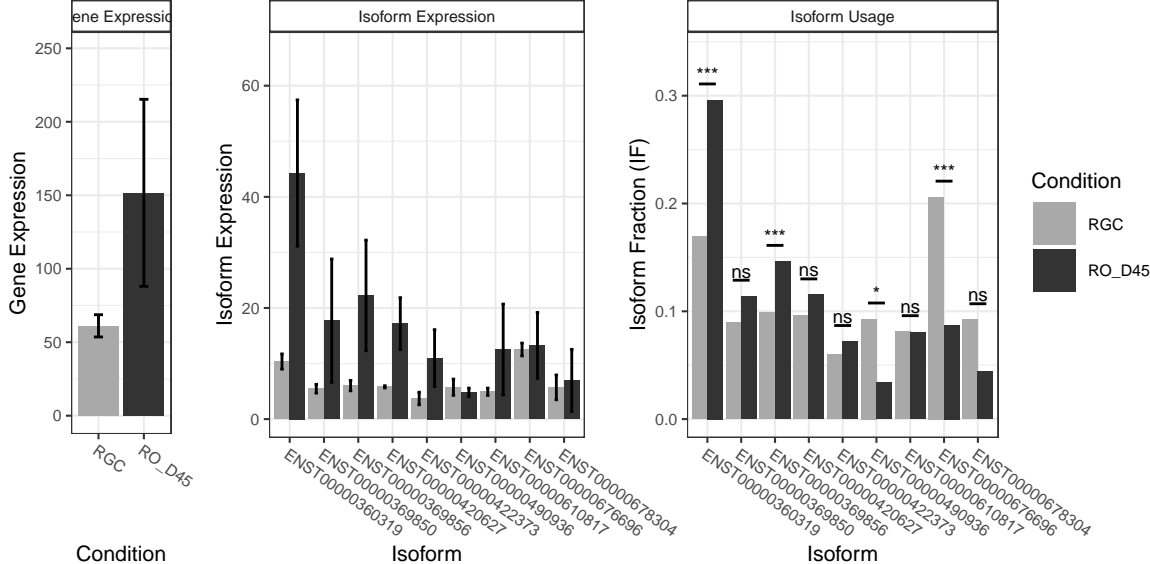 ene Expressio
Isoform Expression
Isoform Usage
Gene Expression
250
200
150
100
50
0
RGC
RO_D45
Condition
Isoform Expression
60
40
20
0
ENST00000360319
ENST00000369850
ENST00000369856
ENST00000420627
ENST00000422373
ENST00000490936
ENST00000610817
ENST00000676696
ENST00000678304
Isoform
Isoform Fraction (IF)
0.3
0.2
0.1
0.0
***
ns
***
ns
ns
*
ns
***
ns
ENST00000360319
ENST00000369850
ENST00000369856
ENST00000420627
ENST00000422373
ENST00000490936
ENST00000610817
ENST00000676696
ENST00000678304
Isoform
Condition
RGC
RO_D45